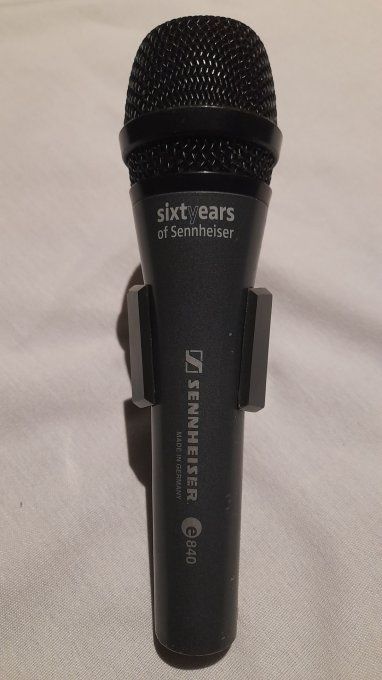 sixtyears
of Sennheiser
SENNHEISER
MADE IN GERMANY
e840